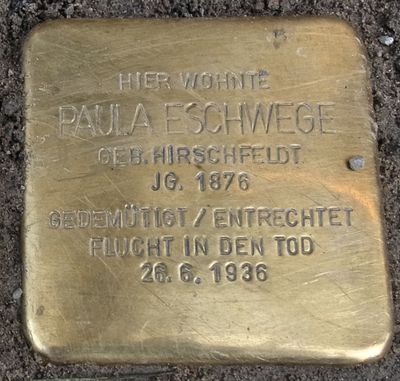 HIER WOHNTE
PAULA ESCHWEGE
GEB. HIRSCHFELDT
JG. 1876
GEDEMÜTIGT / ENTRECHTET
FLUCHT IN DEN TOD
26. 6. 1936